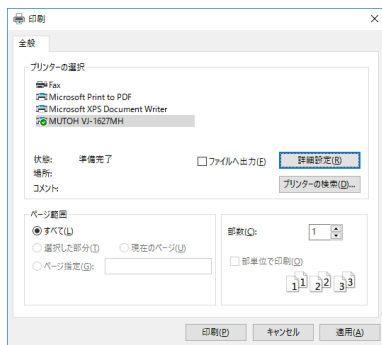 印刷
全般
プリンターの選択
Fax
Microsoft Print to PDF
Microsoft XPS Document Writer
MUTOH VJ-1627MH
状態: 準備完了
ファイルへ出力(F)
詳細設定(R)
場所:
コメント:
プリンターの検索(D)...
ページ範囲
すべて(L)
選択した部分(T) 現在のページ(U)
ページ指定(G):
部数(C): 1
部単位で印刷(O)
1 1 2 2 3 3
印刷(P) キャンセル 適用(A)